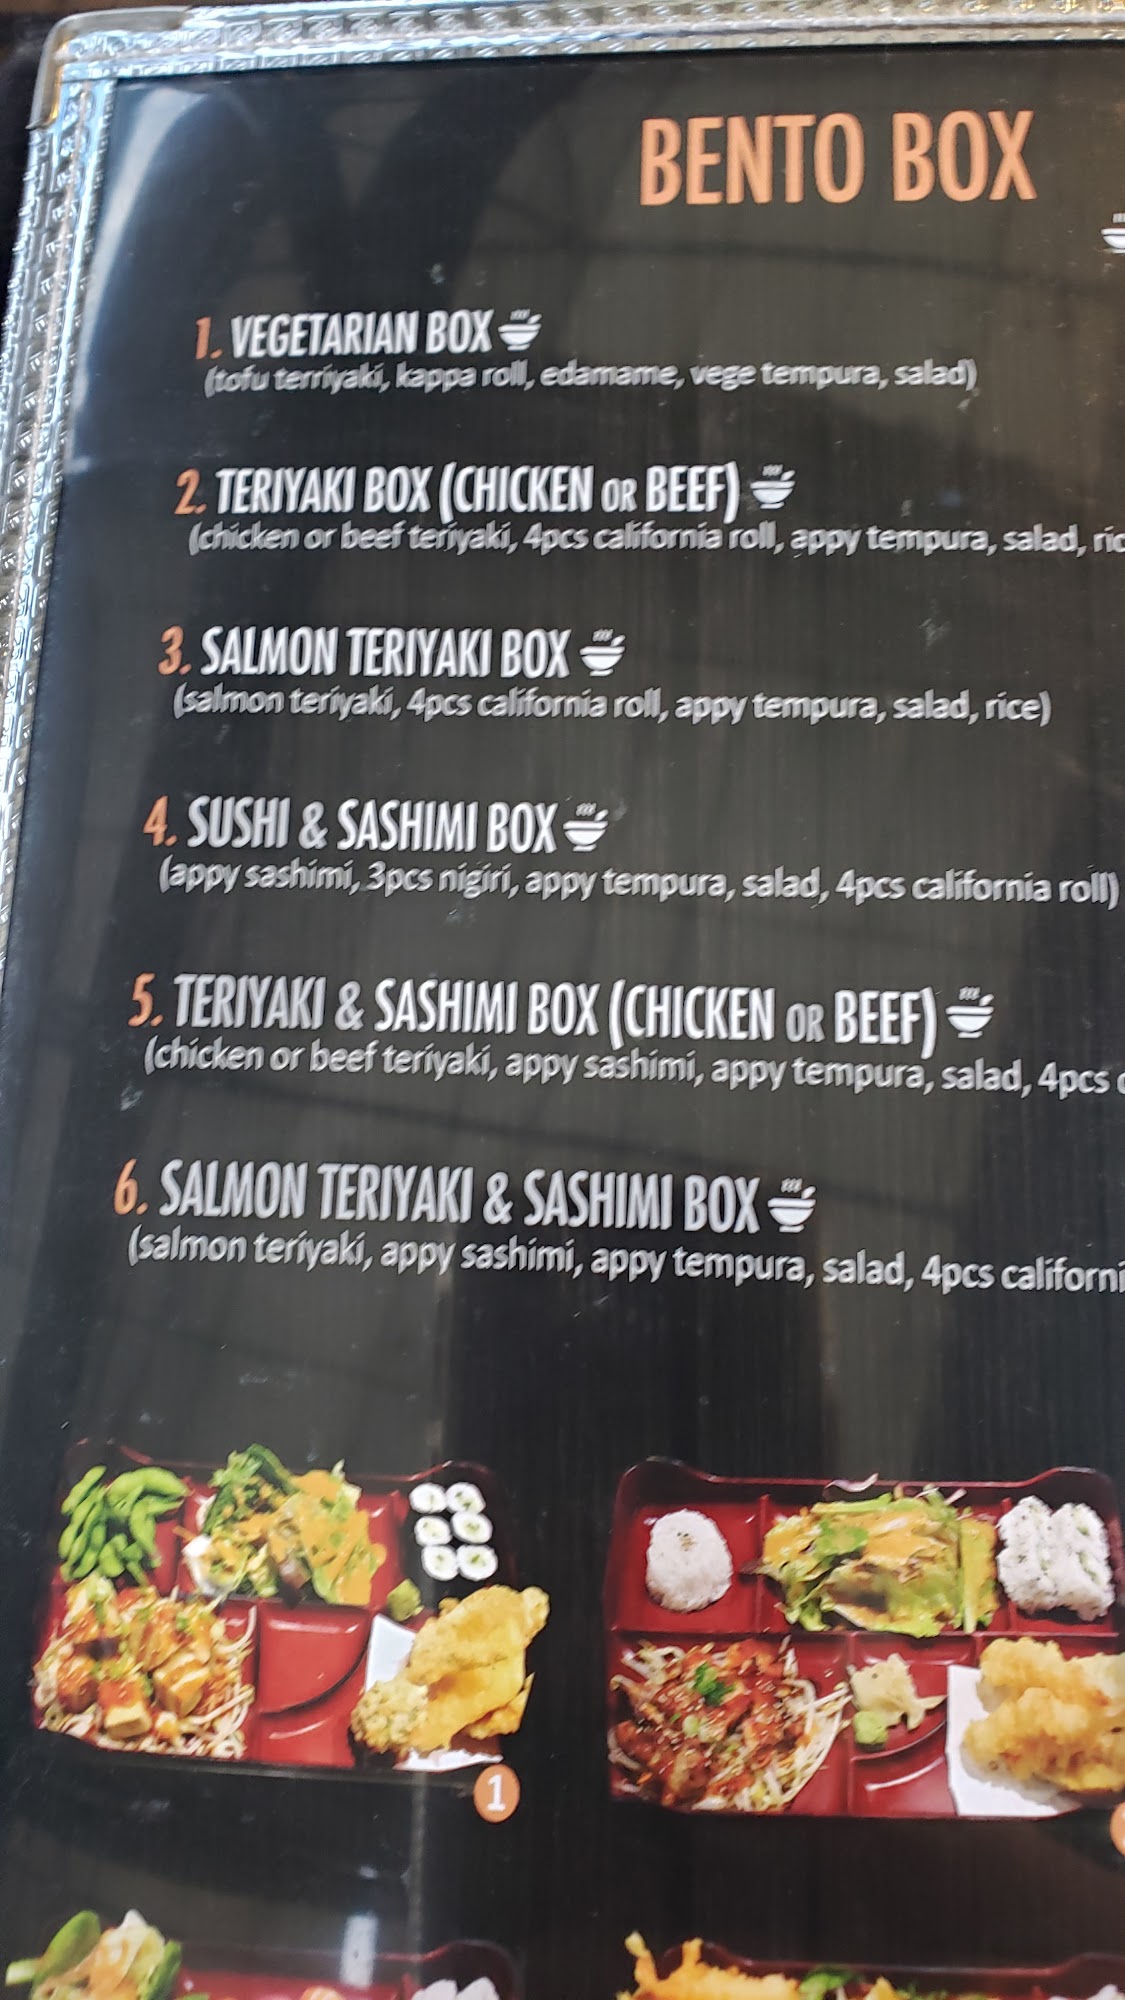 BENTO BOX
1. VEGETARIAN BOX
(tofu terriyaki, kappa roll, edamame, vege tempura, salad)
2. TERIYAKI BOX (CHICKEN OR BEEF)
(chicken or beef teriyaki, 4pcs california roll, appy tempura, salad, ric
3. SALMON TERIYAKI BOX
(salmon teriyaki, 4pcs california roll, appy tempura, salad, rice)
4. SUSHI & SASHIMI BOX
(appy sashimi, 3pcs nigiri, appy tempura, salad, 4pcs california roll)
5. TERIYAKI & SASHIMI BOX (CHICKEN OR BEEF)
(chicken or beef teriyaki, appy sashimi, appy tempura, salad, 4pcs
6. SALMON TERIYAKI & SASHIMI BOX
(salmon teriyaki, appy sashimi, appy tempura, salad, 4pcs californi
1